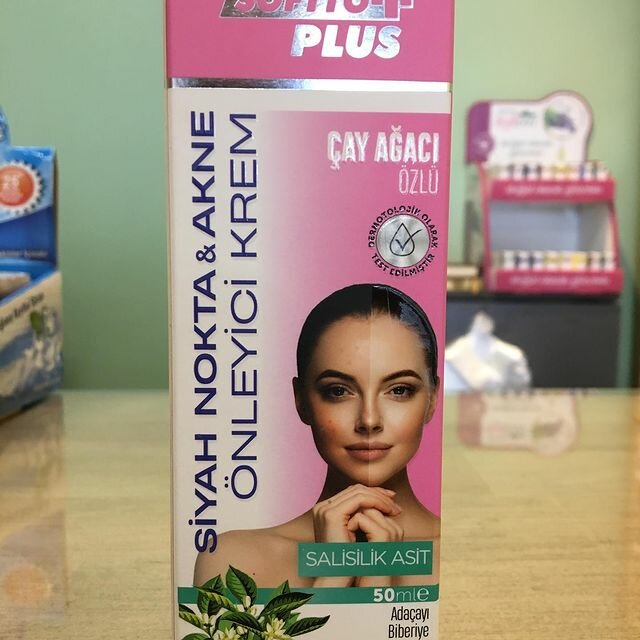 PLUS
SİYAH NOKTA & AKNE
ÖNLEYİCİ KREM
ÇAY AĞACI
ÖZLÜ
DERMATOLOJİK OLARAK
TEST EDİLMİŞTİR
SALİSİLİK ASİT
50mle
Adaçayı
Biberiye